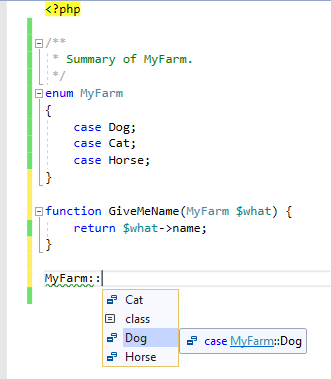 <?php
/**
* Summary of MyFarm.
*/
enum MyFarm
{
case Dog;
case Cat;
case Horse;
}
function GiveMeName(MyFarm $what) {
return $what->name;
}
MyFarm::
Cat
class
Dog
case MyFarm::Dog
Horse